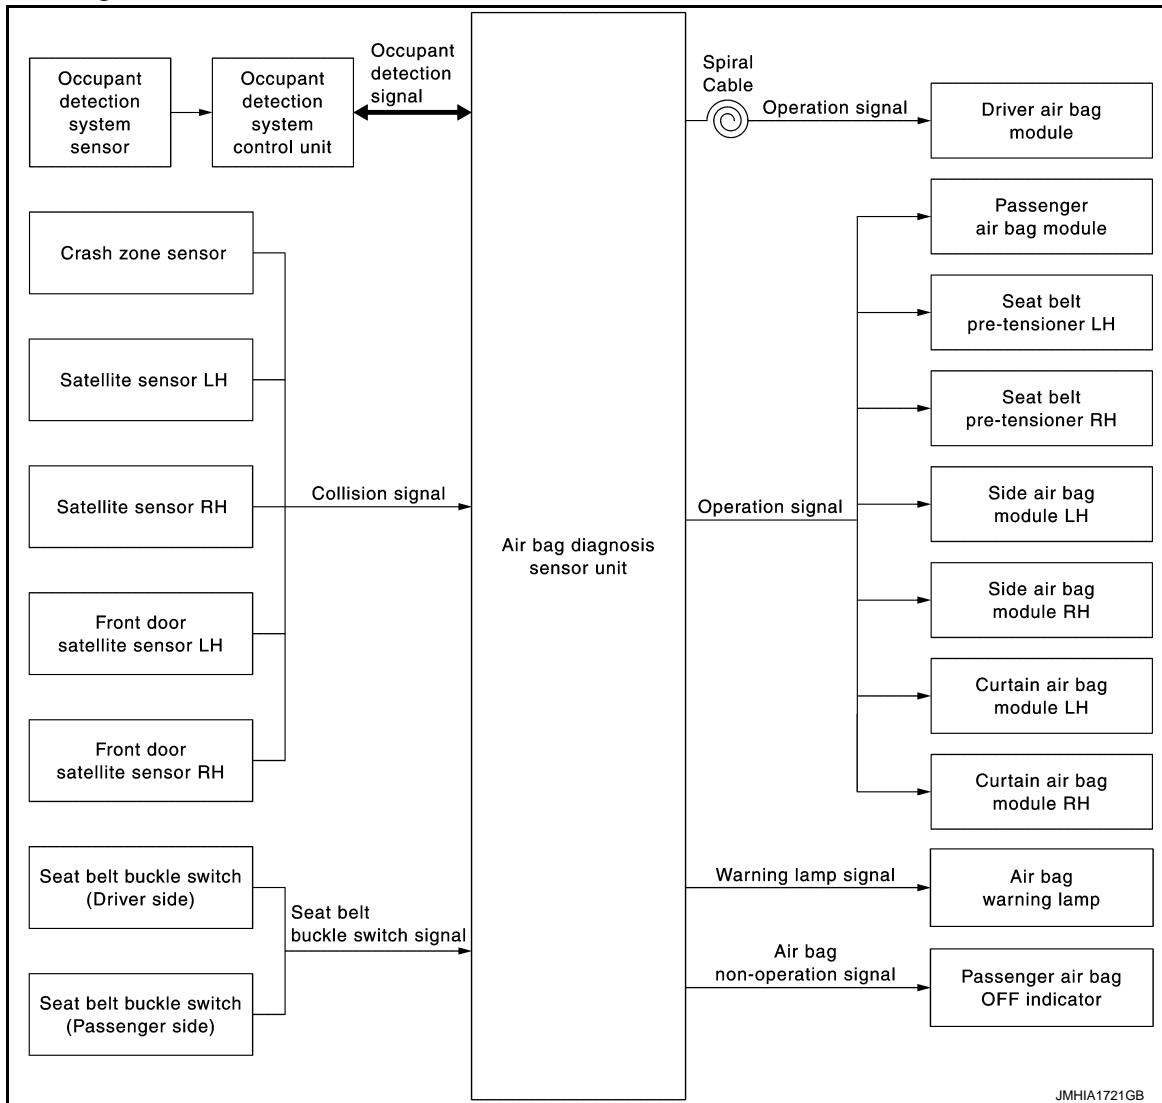 Occupant
detection
system
sensor
Occupant
detection
system
control unit
Occupant
detection
signal
Crash zone sensor
Satellite sensor LH
Satellite sensor RH
Front door
satellite sensor LH
Front door
satellite sensor RH
Collision signal
Seat belt buckle switch
(Driver side)
Seat belt buckle switch
(Passenger side)
Seat belt
buckle switch signal
Air bag diagnosis
sensor unit
Spiral
Cable
Operation signal
Driver air bag
module
Operation signal
Passenger
air bag module
Seat belt
pre-tensioner LH
Seat belt
pre-tensioner RH
Side air bag
module LH
Side air bag
module RH
Curtain air bag
module LH
Curtain air bag
module RH
Warning lamp signal
Air bag
warning lamp
Air bag
non-operation signal
Passenger air bag
OFF indicator
JMHIA1721GB